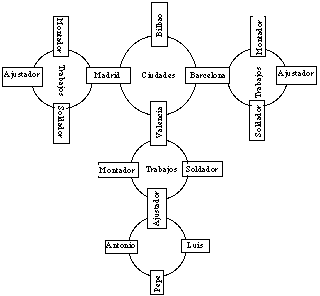 Bilbao
Montador
Ajustador
Trabajos
Soldador
Madrid
Ciudades
Barcelona
Montador
Trabajos
Ajustador
Soldador
Valencia
Montador
Trabajos
Soldador
Ajustador
Antonio
Luis
Pepe